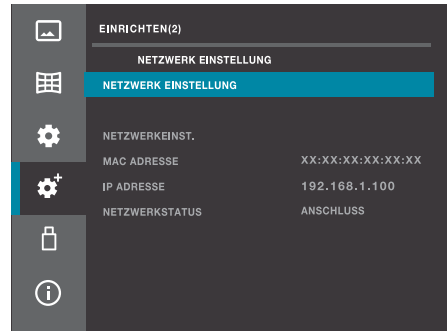 EINRICHTEN(2)
NETZWERK EINSTELLUNG
NETZWERK EINSTELLUNG
NETZWERKEINST.
MAC ADRESSE XX:XX:XX:XX:XX:XX
IP ADRESSE 192.168.1.100
NETZWERKSTATUS ANSCHLUSS